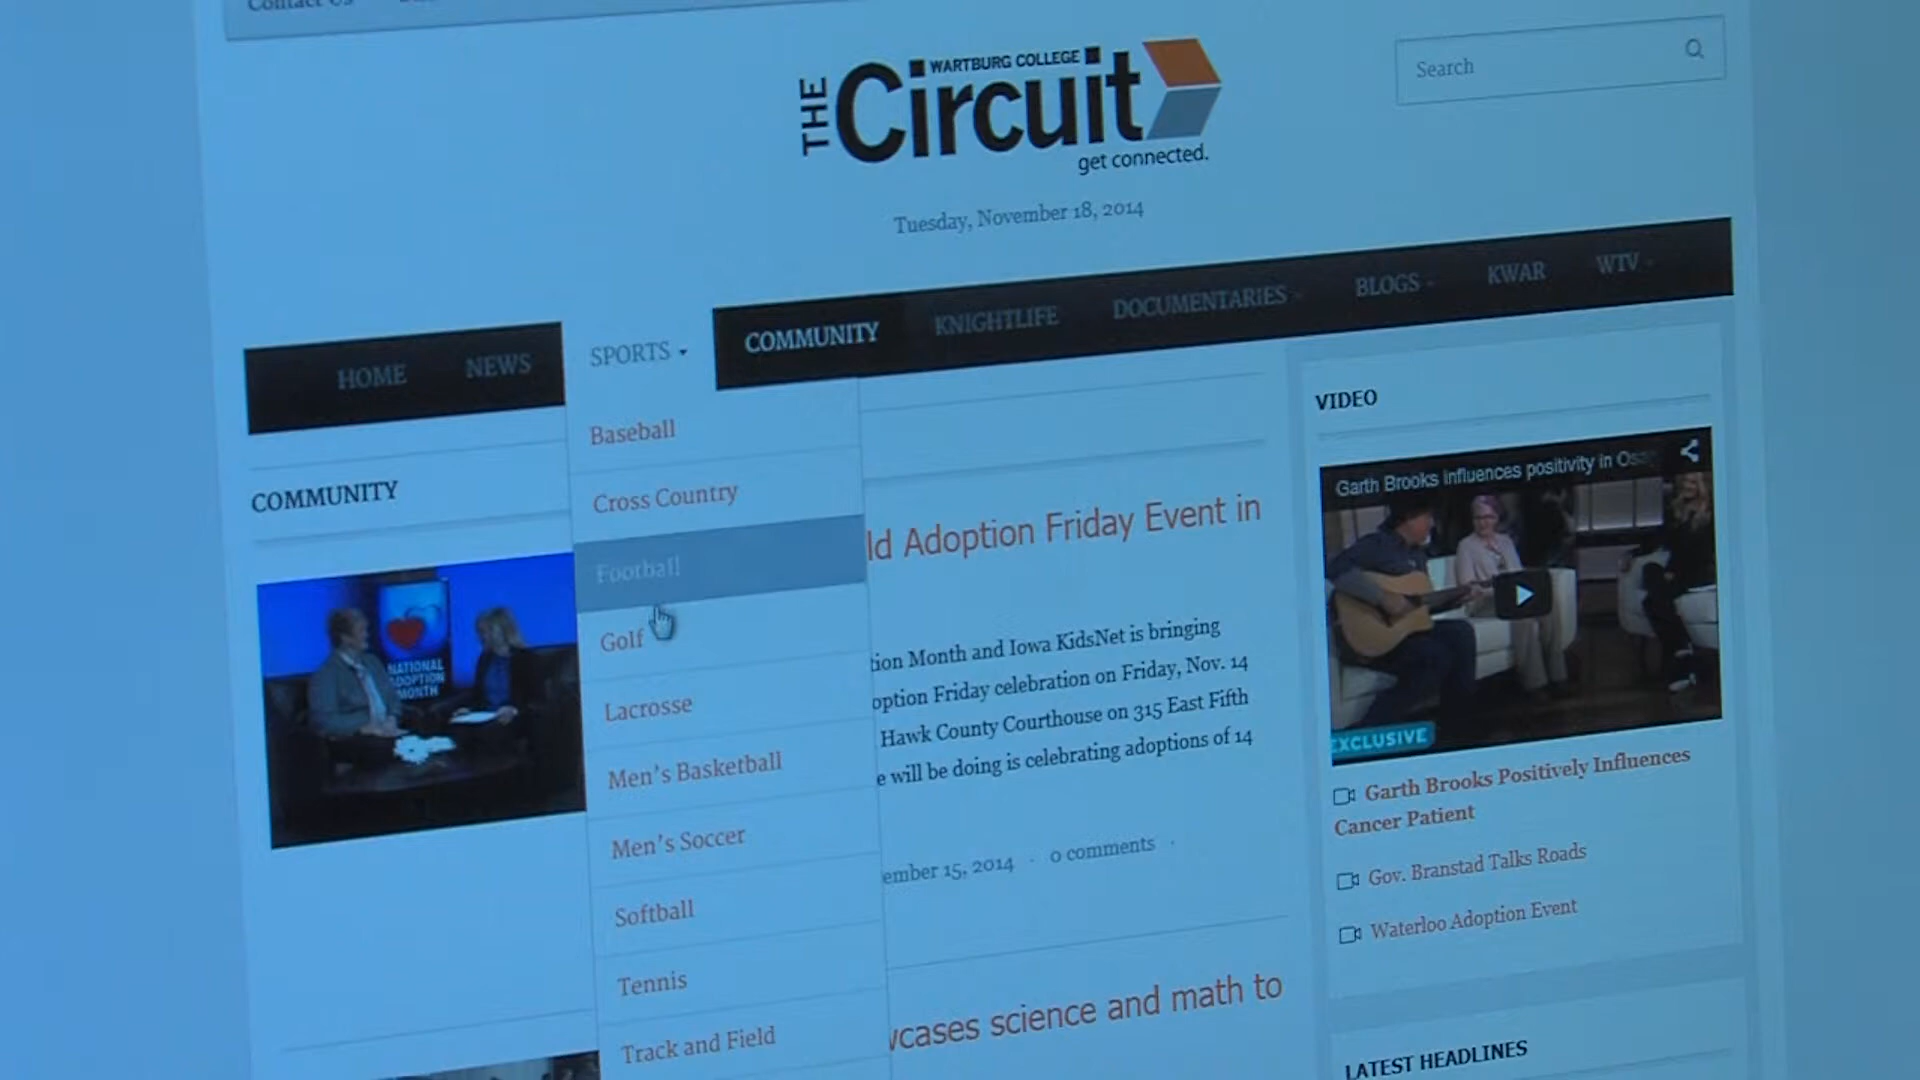 Contact Us
THE
WARTBURG COLLEGE
Circuit
get connected.
Search
Tuesday, November 18, 2014
HOME NEWS SPORTS COMMUNITY KNIGHTLIFE DOCUMENTARIES BLOGS KWAR WTV
Baseball
Cross Country
Football
Golf
Lacrosse
Men's Basketball
Men's Soccer
Softball
Tennis
Track and Field
COMMUNITY
NATIONAL
ADOPTION
MONTH
ld Adoption Friday Event in
tion Month and Iowa KidsNet is bringing
option Friday celebration on Friday, Nov. 14
Hawk County Courthouse on 315 East Fifth
e will be doing is celebrating adoptions of 14
ember 15, 2014 · 0 comments ·
wcases science and math to
VIDEO
Garth Brooks influences positivity in
EXCLUSIVE
Garth Brooks Positively Influences
Cancer Patient
Gov. Branstad Talks Roads
Waterloo Adoption Event
LATEST HEADLINES